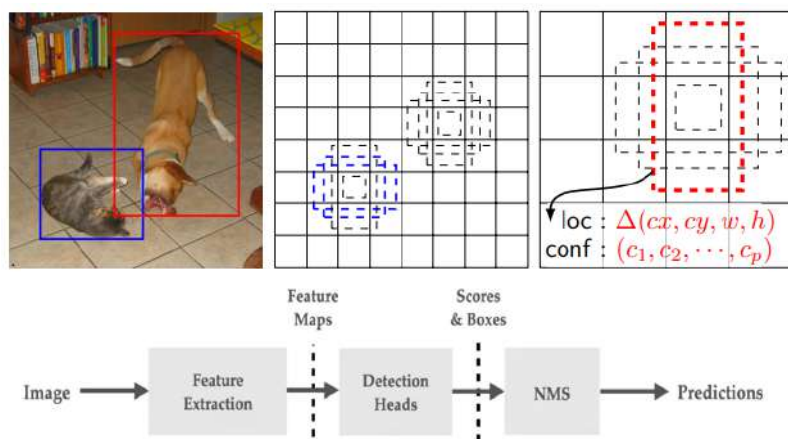 loc : Δ(cx, cy, w, h)
conf : (c₁, c₂, ⋯, cₚ)
Feature
Maps
Scores
& Boxes
Image
Feature
Extraction
Detection
Heads
NMS
Predictions